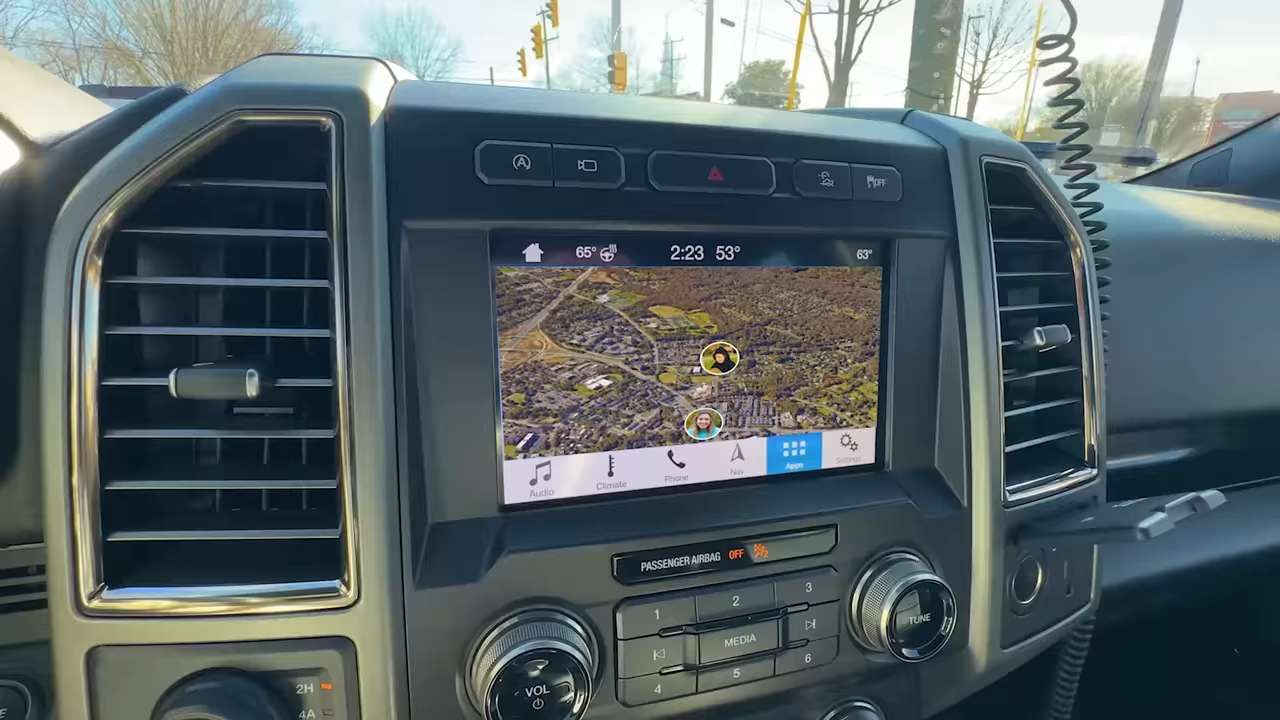 A
OFF
65° 2:23 53° 63°
Audio Climate Phone Nav Apps Settings
PASSENGER AIRBAG OFF
1 2 3
MEDIA
4 5 6
VOL
TUNE
2H
4A